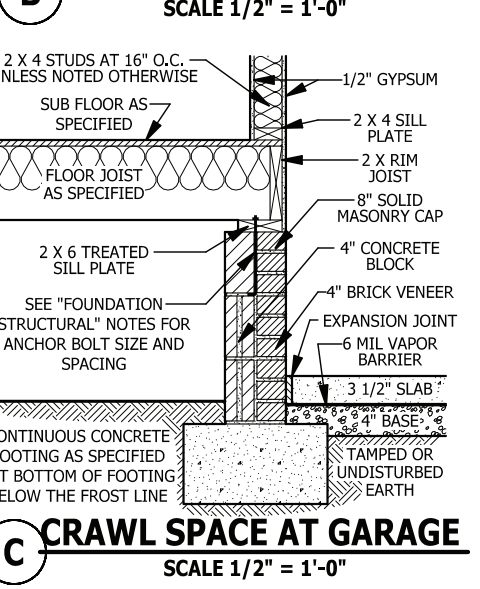 SCALE 1/2" = 1'-0"
2 X 4 STUDS AT 16" O.C.
NLESS NOTED OTHERWISE
1/2" GYPSUM
SUB FLOOR AS
SPECIFIED
2 X 4 SILL
PLATE
FLOOR JOIST
AS SPECIFIED
2 X RIM
JOIST
8" SOLID
MASONRY CAP
2 X 6 TREATED
SILL PLATE
4" CONCRETE
BLOCK
SEE "FOUNDATION
STRUCTURAL" NOTES FOR
ANCHOR BOLT SIZE AND
SPACING
4" BRICK VENEER
EXPANSION JOINT
6 MIL VAPOR
BARRIER
3 1/2" SLAB
4" BASE
ONTINUOUS CONCRETE
OOTING AS SPECIFIED
T BOTTOM OF FOOTING
ELOW THE FROST LINE
TAMPED OR
UNDISTURBED
EARTH
C CRAWL SPACE AT GARAGE
SCALE 1/2" = 1'-0"